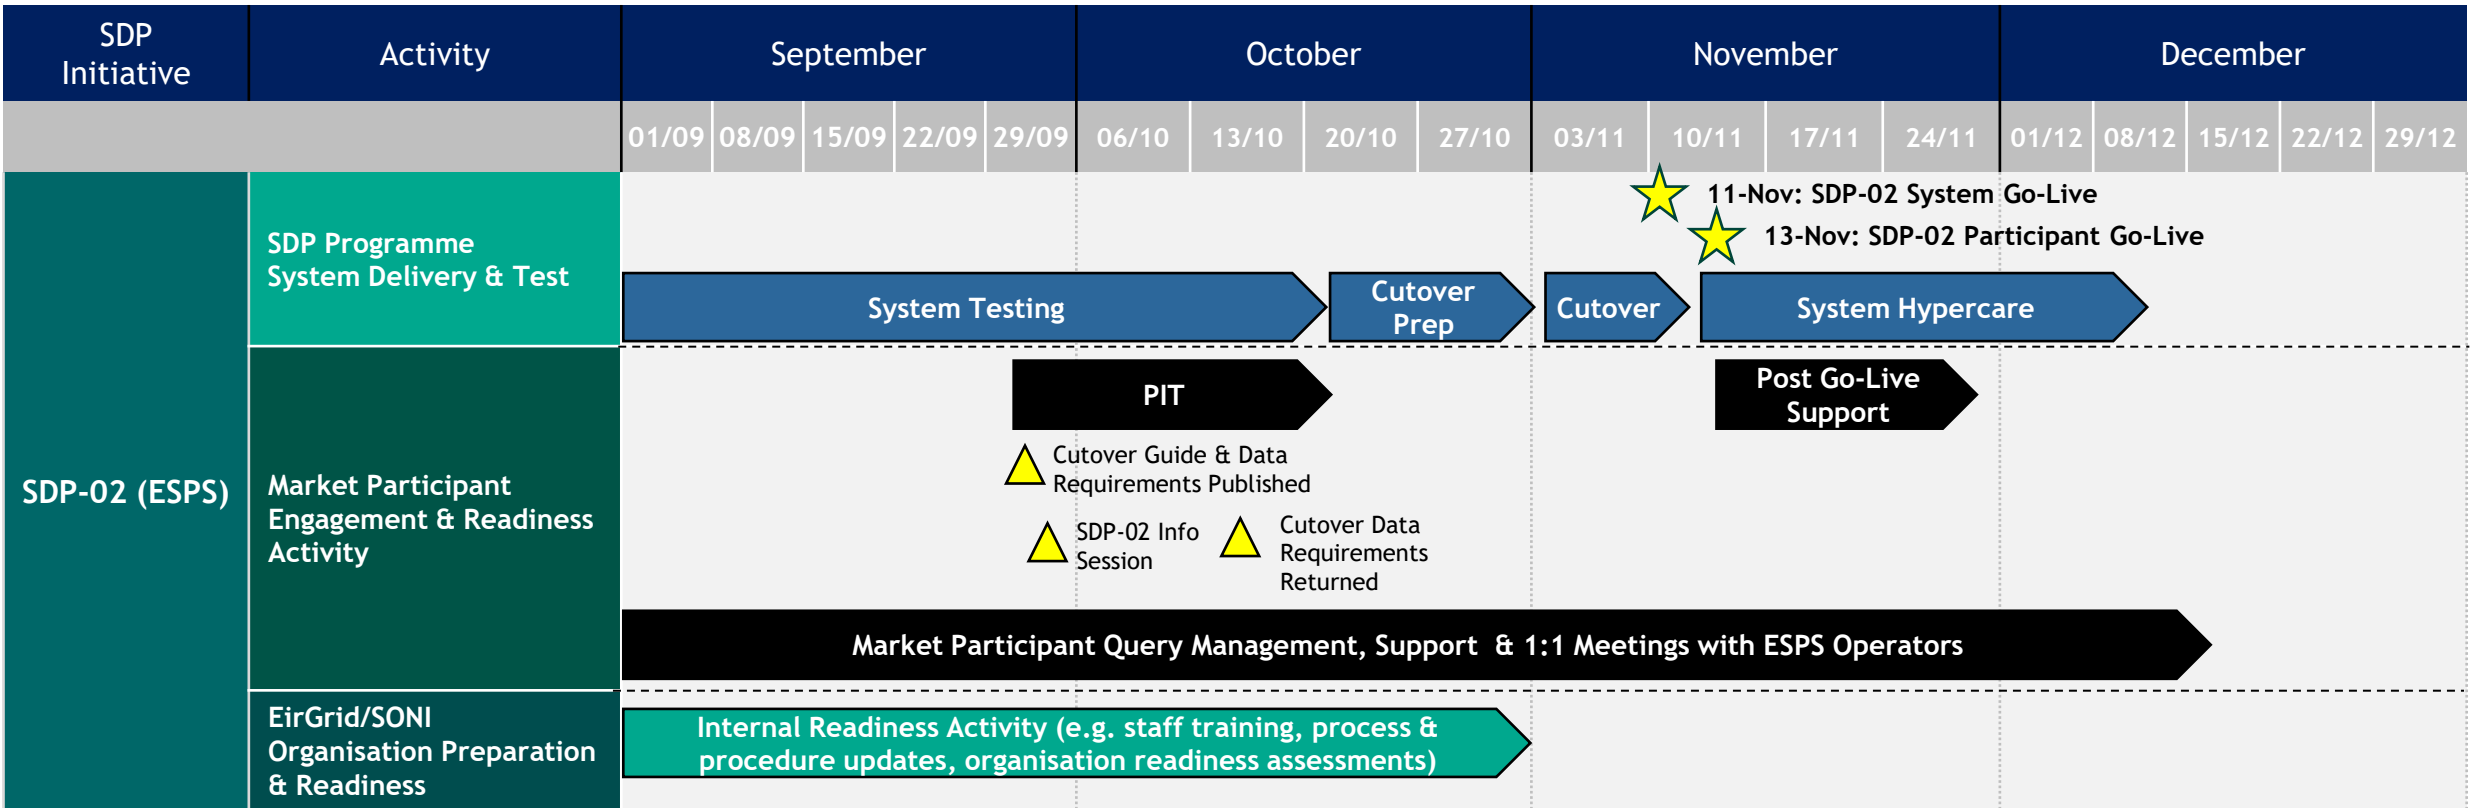 SDP
Initiative
Activity
September
October
November
December
01/09 08/09 15/09 22/09 29/09 06/10 13/10 20/10 27/10 03/11 10/11 17/11 24/11 01/12 08/12 15/12 22/12 29/12
SDP-02 (ESPS)
SDP Programme
System Delivery & Test
11-Nov: SDP-02 System Go-Live
13-Nov: SDP-02 Participant Go-Live
System Testing
Cutover
Prep
Cutover
System Hypercare
Market Participant
Engagement & Readiness
Activity
PIT
Post Go-Live
Support
Cutover Guide & Data
Requirements Published
SDP-02 Info
Session
Cutover Data
Requirements
Returned
Market Participant Query Management, Support & 1:1 Meetings with ESPS Operators
EirGrid/SONI
Organisation Preparation
& Readiness
Internal Readiness Activity (e.g. staff training, process &
procedure updates, organisation readiness assessments)